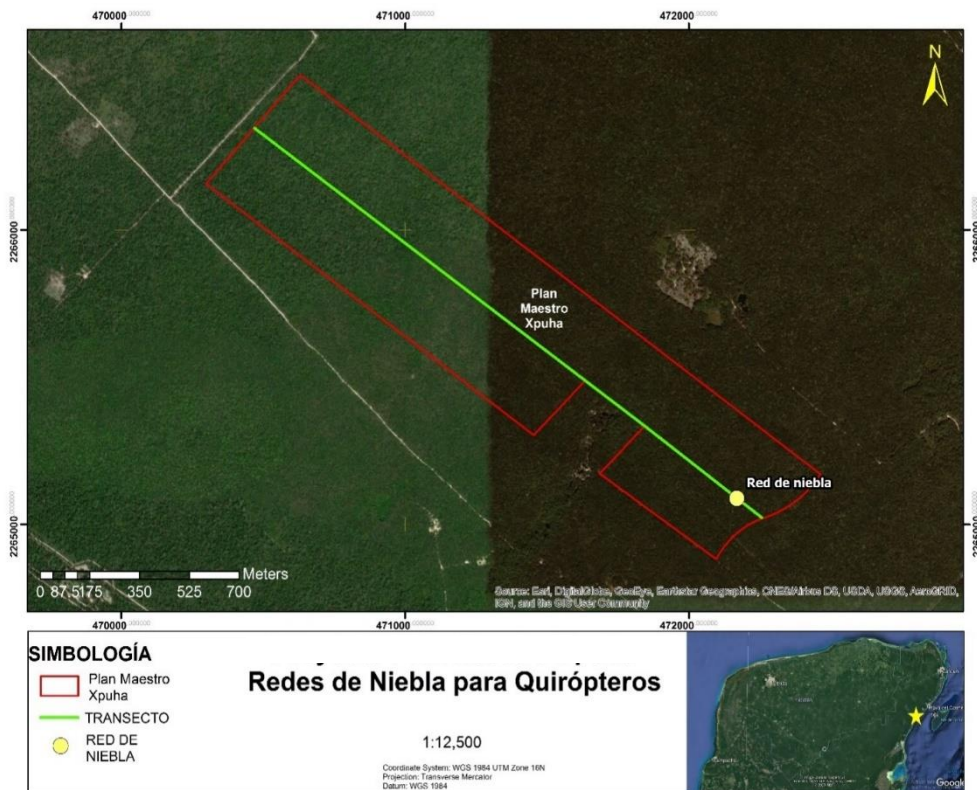 470000
471000
472000
N
2266000
2266000
Plan
Maestro
Xpuha
Red de niebla
2265000
2265000
Meters
0 87.5175 350 525 700
Source: Esri, DigitalGlobe, GeoEye, Earthstar Geographics, CNES/Airbus DS, USDA, USGS, AeroGRID,
IGN, and the GIS User Community
470000
471000
472000
SIMBOLOGÍA
Plan Maestro
Xpuha
TRANSECTO
RED DE
NIEBLA
Redes de Niebla para Quirópteros
1:12,500
Coordinate System: WGS 1984 UTM Zone 16N
Projection: Transverse Mercator
Datum: WGS 1984